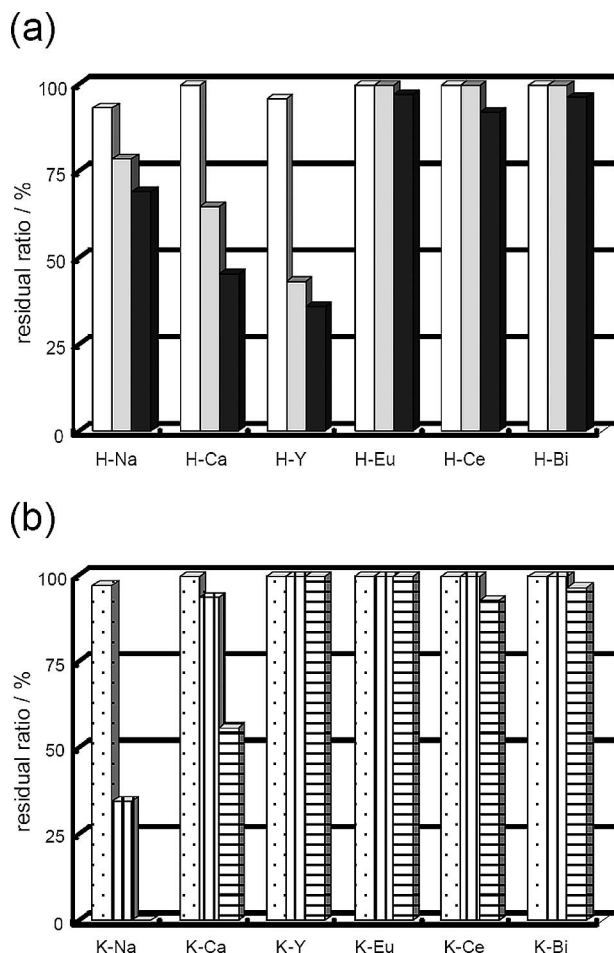 (a)
100
75
50
25
0
residual ratio / %
H-Na H-Ca H-Y H-Eu H-Ce H-Bi
(b)
100
75
50
25
0
residual ratio / %
K-Na K-Ca K-Y K-Eu K-Ce K-Bi